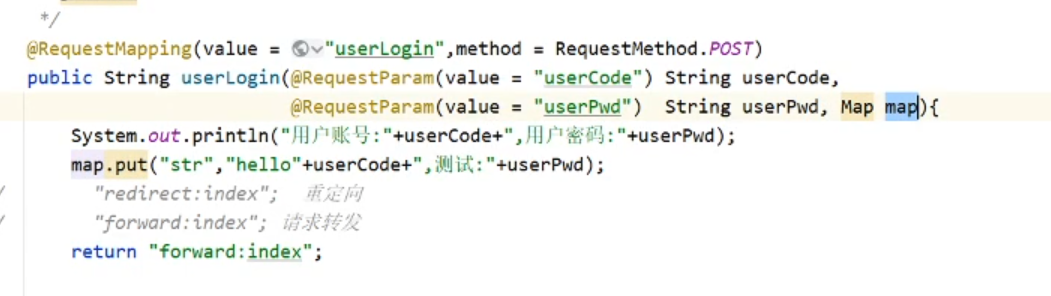 */
@RequestMapping(value = "userLogin",method = RequestMethod.POST)
public String userLogin(@RequestParam(value = "userCode") String userCode,
@RequestParam(value = "userPwd")  String userPwd, Map map){
System.out.println("用户账号:"+userCode+",用户密码:"+userPwd);
map.put("str","hello"+userCode+",测试:"+userPwd);
/ "redirect:index";  重定向
/ "forward:index"; 请求转发
return "forward:index";